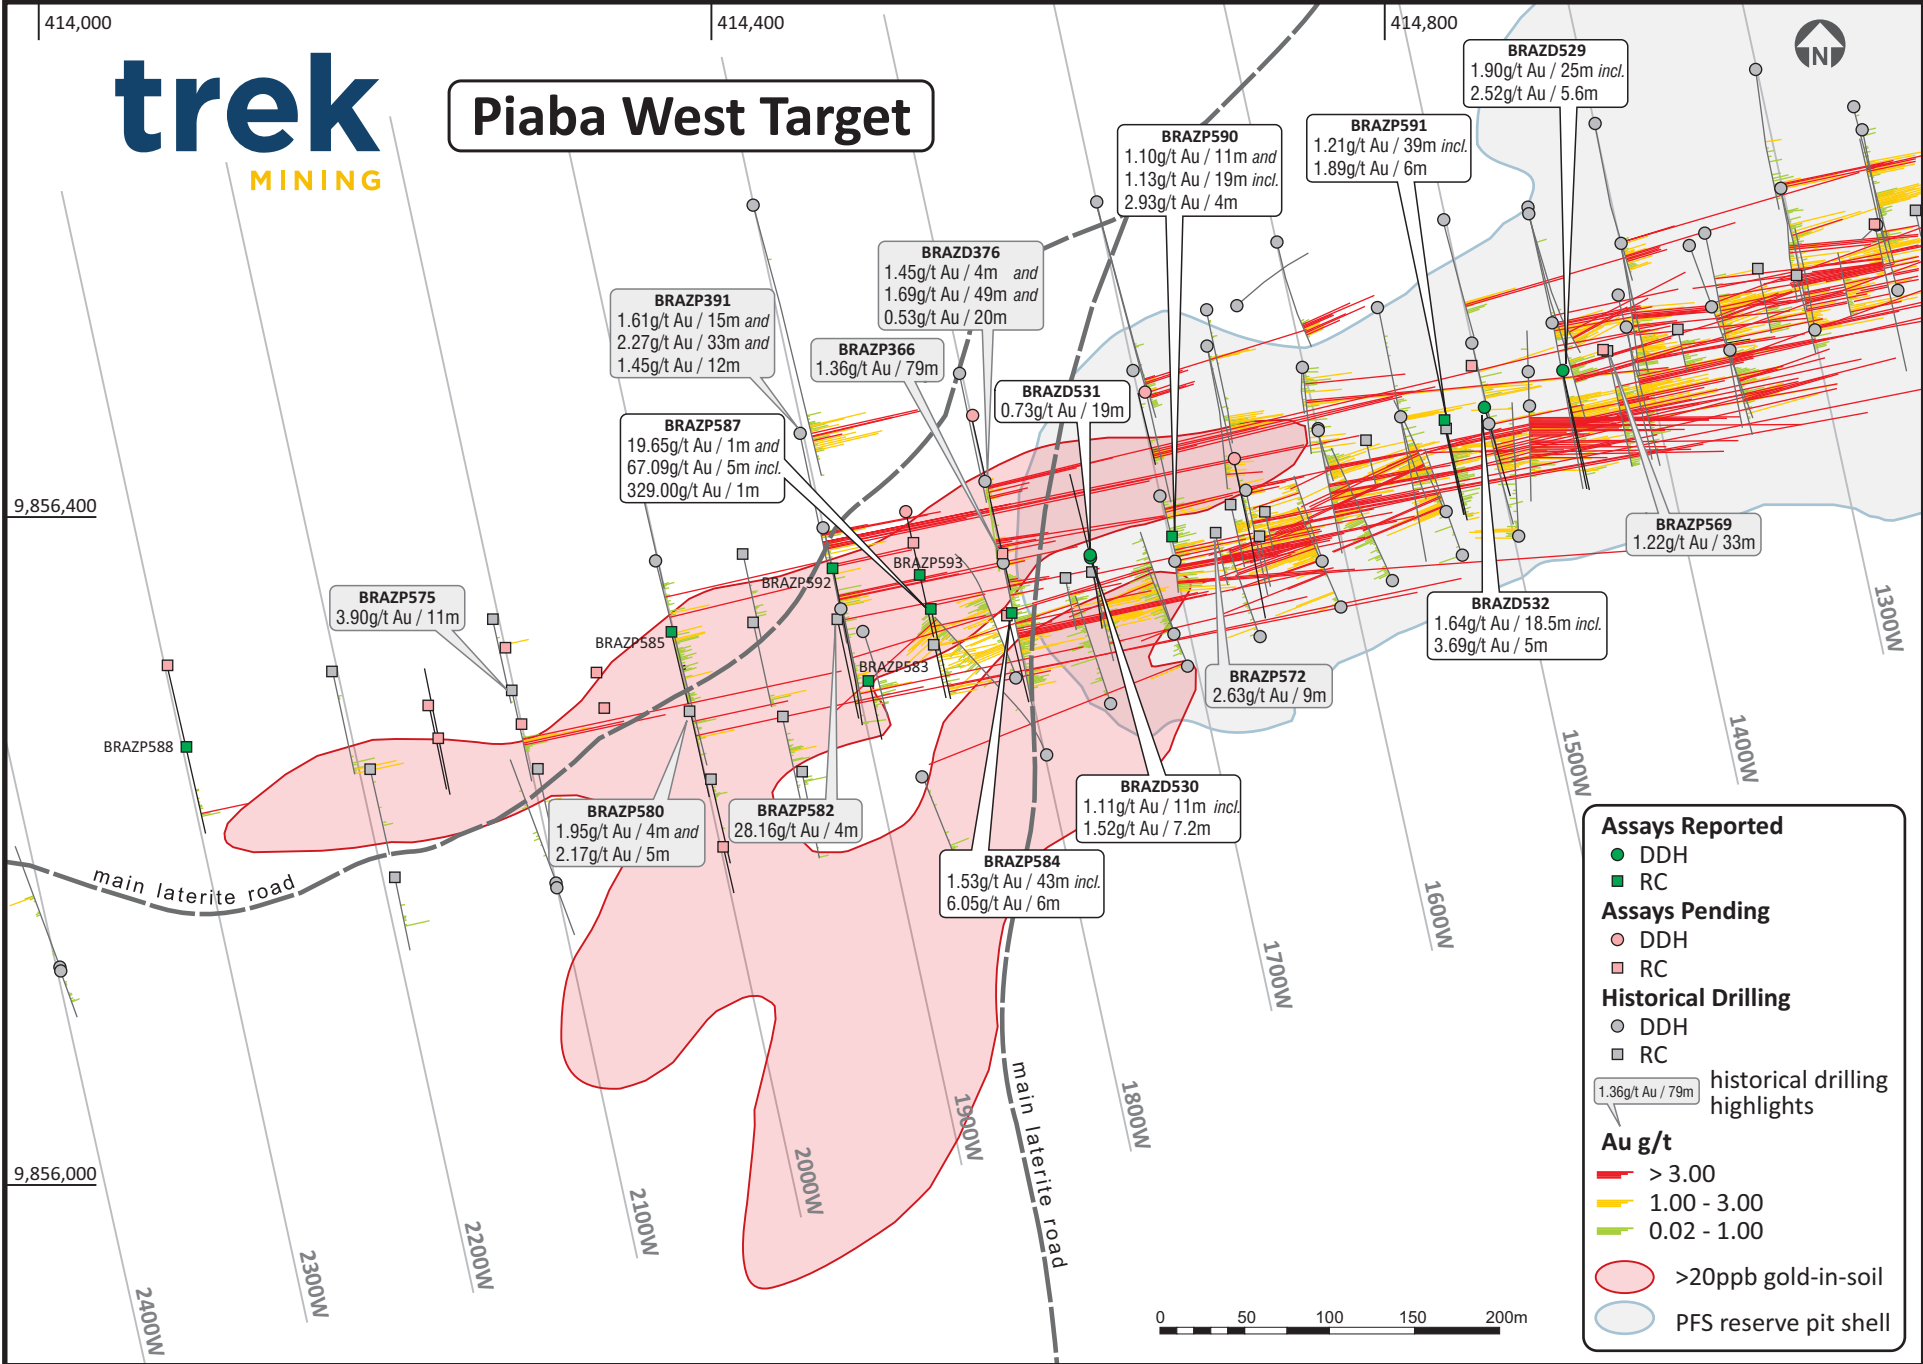 414,000
414,400
414,800
N
trek
MINING
Piaba West Target
BRAZD529
1.90g/t Au / 25m incl.
2.52g/t Au / 5.6m
BRAZP591
1.21g/t Au / 39m incl.
1.89g/t Au / 6m
BRAZP590
1.10g/t Au / 11m and
1.13g/t Au / 19m incl.
2.93g/t Au / 4m
BRAZD376
1.45g/t Au / 4m and
1.69g/t Au / 49m and
0.53g/t Au / 20m
BRAZP391
1.61g/t Au / 15m and
2.27g/t Au / 33m and
1.45g/t Au / 12m
BRAZP366
1.36g/t Au / 79m
BRAZD531
0.73g/t Au / 19m
BRAZP587
19.65g/t Au / 1m and
67.09g/t Au / 5m incl.
329.00g/t Au / 1m
9,856,400
BRAZP569
1.22g/t Au / 33m
BRAZP593
BRAZP592
BRAZP575
3.90g/t Au / 11m
BRAZD532
1.64g/t Au / 18.5m incl.
3.69g/t Au / 5m
BRAZP585
BRAZP583
BRAZP572
2.63g/t Au / 9m
BRAZP588
BRAZP580
1.95g/t Au / 4m and
2.17g/t Au / 5m
BRAZP582
28.16g/t Au / 4m
BRAZD530
1.11g/t Au / 11m incl.
1.52g/t Au / 7.2m
BRAZP584
1.53g/t Au / 43m incl.
6.05g/t Au / 6m
main laterite road
main laterite road
9,856,000
2400W
2300W
2200W
2100W
2000W
1900W
1800W
1700W
1600W
1500W
1400W
1300W
0 50 100 150 200m
Assays Reported
DDH
RC
Assays Pending
DDH
RC
Historical Drilling
DDH
RC
1.36g/t Au / 79m
historical drilling
highlights
Au g/t
> 3.00
1.00 - 3.00
0.02 - 1.00
>20ppb gold-in-soil
PFS reserve pit shell